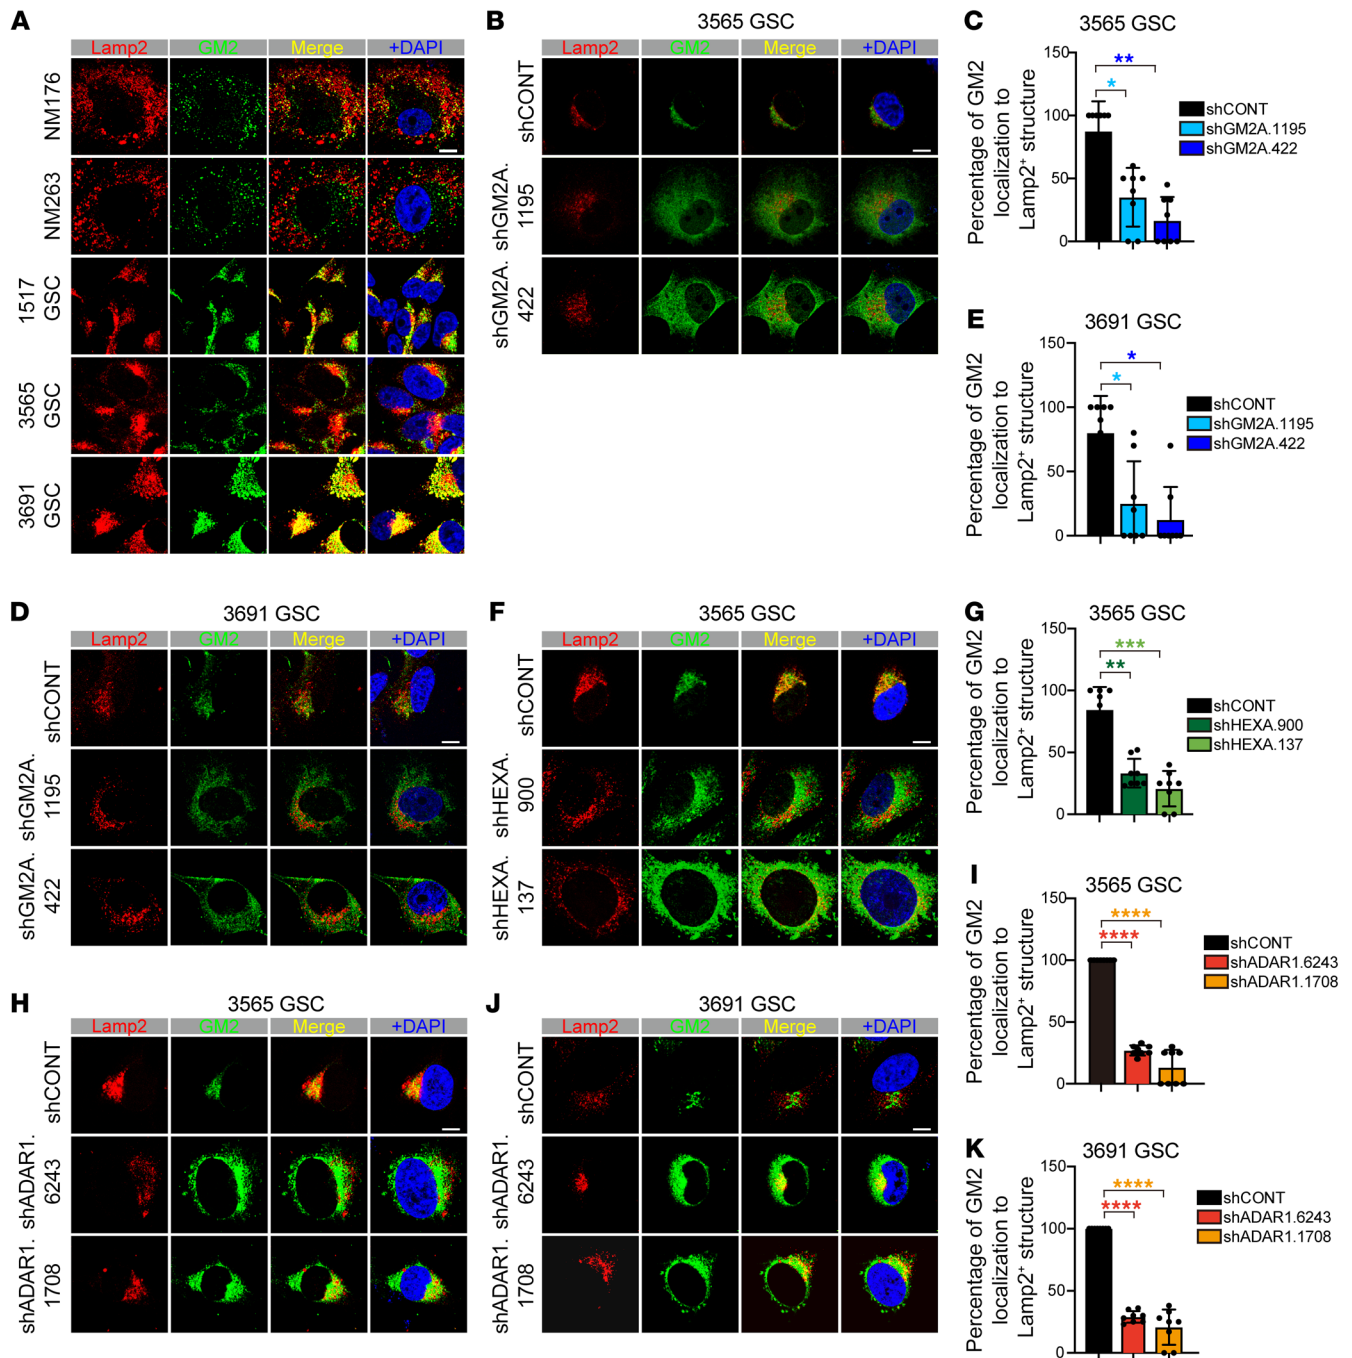 A
Lamp2 GM2 Merge +DAPI
NM176
NM263
1517
GSC
3565
GSC
3691
GSC
B
3565 GSC
Lamp2 GM2 Merge +DAPI
shCONT
shGM2A.
1195
shGM2A.
422
C
3565 GSC
Percentage of GM2
localization to
Lamp2⁺ structure
150
100
50
0
**
*
shCONT
shGM2A.1195
shGM2A.422
E
3691 GSC
Percentage of GM2
localization to
Lamp2⁺ structure
150
100
50
0
*
*
shCONT
shGM2A.1195
shGM2A.422
D
3691 GSC
Lamp2 GM2 Merge +DAPI
shCONT
shGM2A.
1195
shGM2A.
422
F
3565 GSC
Lamp2 GM2 Merge +DAPI
shCONT
shHEXA.
900
shHEXA.
137
G
3565 GSC
Percentage of GM2
localization to
Lamp2⁺ structure
150
100
50
0
***
**
shCONT
shHEXA.900
shHEXA.137
I
3565 GSC
Percentage of GM2
localization to
Lamp2⁺ structure
150
100
50
0
****
****
shCONT
shADAR1.6243
shADAR1.1708
H
3565 GSC
Lamp2 GM2 Merge +DAPI
shCONT
shADAR1.
6243
shADAR1.
1708
J
3691 GSC
Lamp2 GM2 Merge +DAPI
shCONT
shADAR1.
6243
shADAR1.
1708
K
3691 GSC
Percentage of GM2
localization to
Lamp2⁺ structure
150
100
50
0
****
****
shCONT
shADAR1.6243
shADAR1.1708